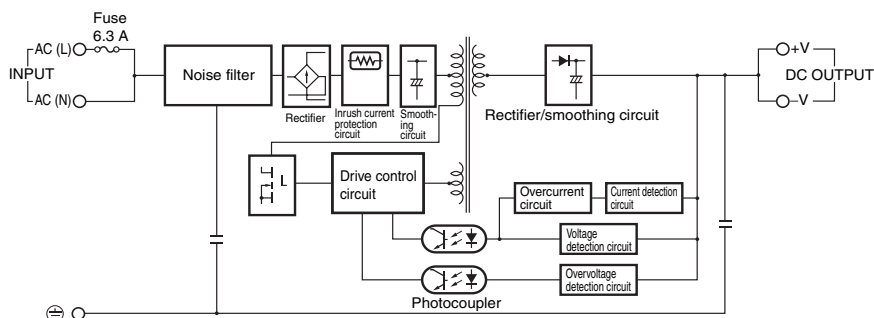 Fuse
6.3 A
AC (L)
INPUT
AC (N)
Noise filter
Rectifier
Inrush current
protection
circuit
Smooth-
ing
circuit
Rectifier/smoothing circuit
+V
DC OUTPUT
–V
Drive control
circuit
Overcurrent
circuit
Current detection
circuit
Voltage
detection circuit
Overvoltage
detection circuit
Photocoupler